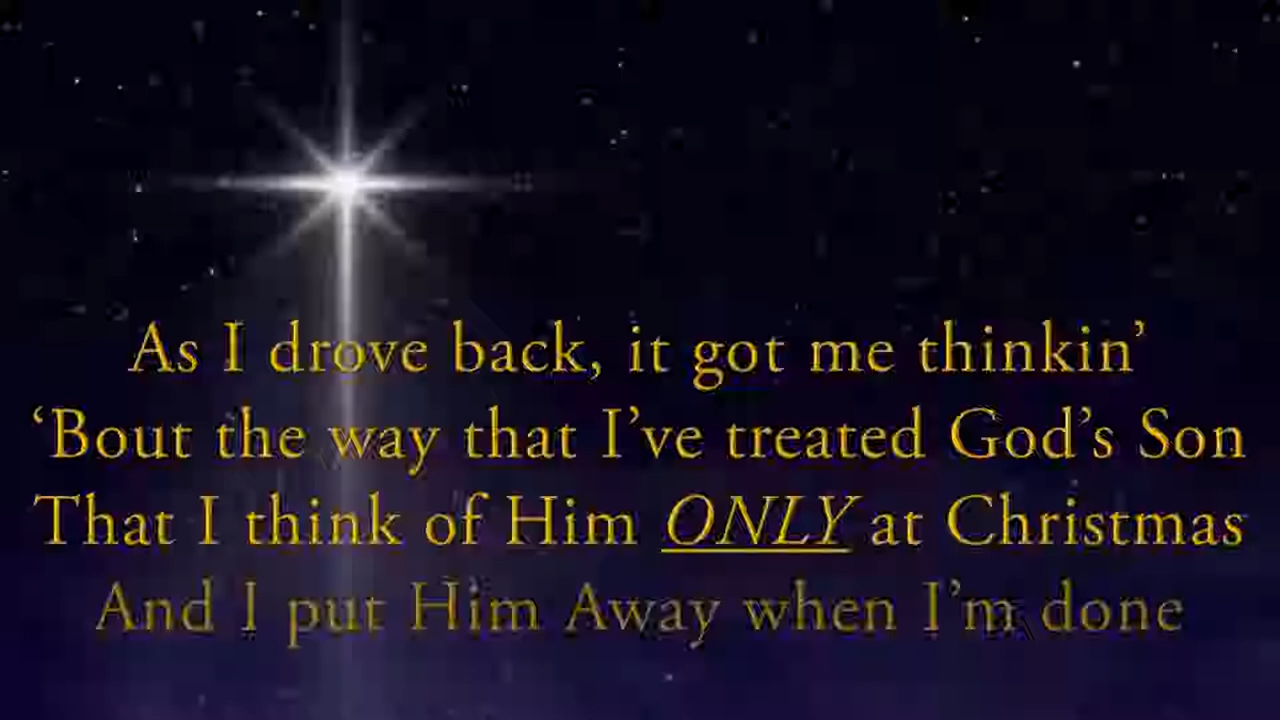 As I drove back, it got me thinkin’
‘Bout the way that I’ve treated God’s Son
That I think of Him ONLY at Christmas
And I put Him Away when I’m done